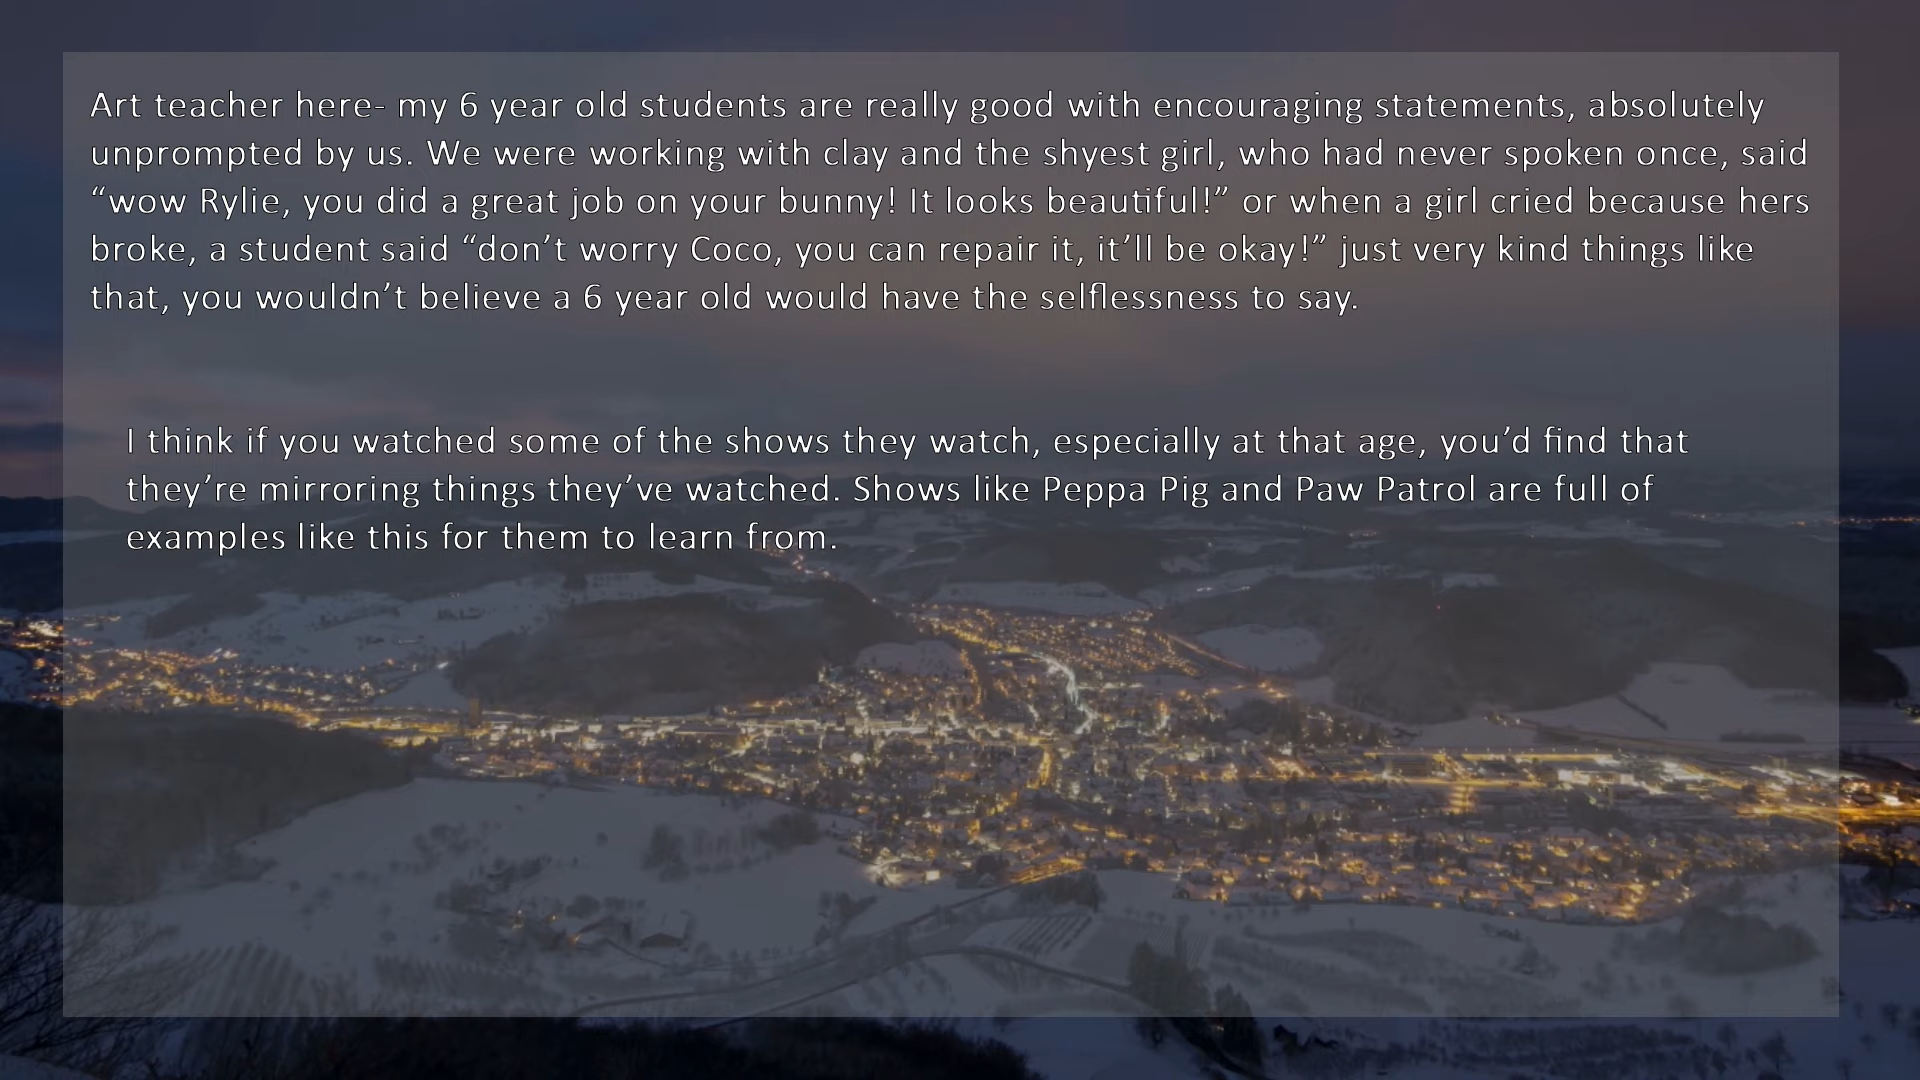 Art teacher here- my 6 year old students are really good with encouraging statements, absolutely
unprompted by us. We were working with clay and the shyest girl, who had never spoken once, said
“wow Rylie, you did a great job on your bunny! It looks beautiful!” or when a girl cried because hers
broke, a student said “don’t worry Coco, you can repair it, it’ll be okay!” just very kind things like
that, you wouldn’t believe a 6 year old would have the selflessness to say.
I think if you watched some of the shows they watch, especially at that age, you’d find that
they’re mirroring things they’ve watched. Shows like Peppa Pig and Paw Patrol are full of
examples like this for them to learn from.